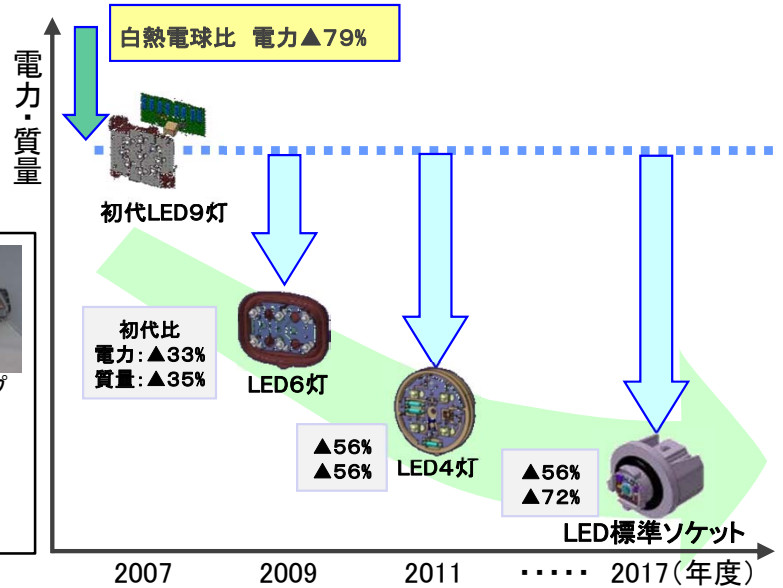 白熱電球比 電力▲79%
電力・質量
初代LED9灯
初代比
電力:▲33%
質量:▲35%
LED6灯
プ
▲56%
▲56%
LED4灯
▲56%
▲72%
LED標準ソケット
2007 2009 2011 ・・・・・ 2017(年度)